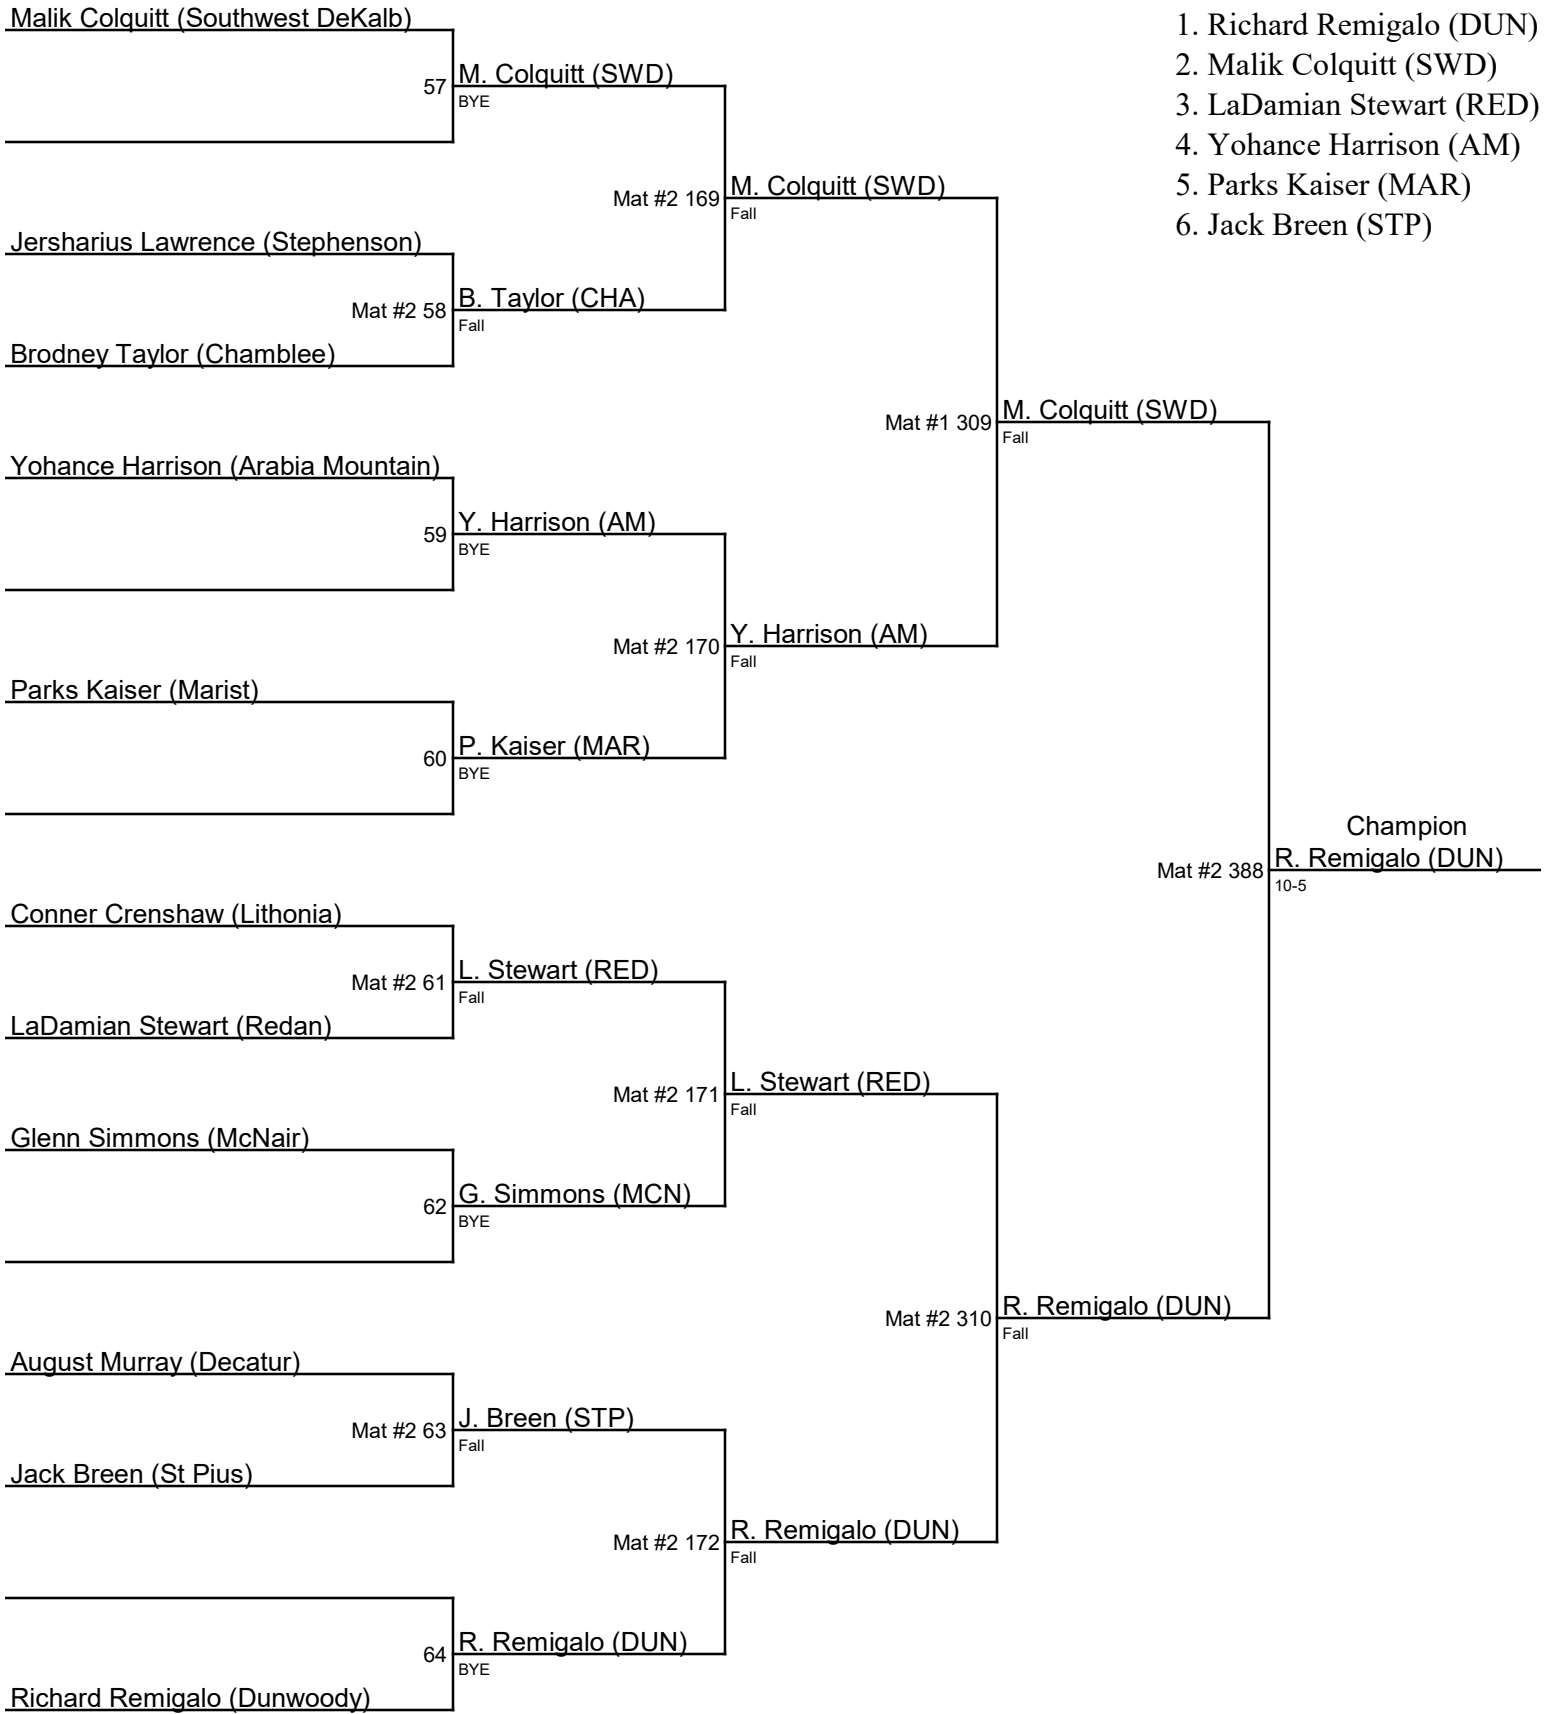 Malik Colquitt (Southwest DeKalb)
57
M. Colquitt (SWD)
BYE
Mat #2 169
M. Colquitt (SWD)
Fall
Jersharius Lawrence (Stephenson)
Mat #2 58
B. Taylor (CHA)
Fall
Brodney Taylor (Chamblee)
Mat #1 309
M. Colquitt (SWD)
Fall
Yohance Harrison (Arabia Mountain)
59
Y. Harrison (AM)
BYE
Mat #2 170
Y. Harrison (AM)
Fall
Parks Kaiser (Marist)
60
P. Kaiser (MAR)
BYE
Champion
Mat #2 388
R. Remigalo (DUN)
10-5
Conner Crenshaw (Lithonia)
Mat #2 61
L. Stewart (RED)
Fall
LaDamian Stewart (Redan)
Mat #2 171
L. Stewart (RED)
Fall
Glenn Simmons (McNair)
62
G. Simmons (MCN)
BYE
Mat #2 310
R. Remigalo (DUN)
Fall
August Murray (Decatur)
Mat #2 63
J. Breen (STP)
Fall
Jack Breen (St Pius)
Mat #2 172
R. Remigalo (DUN)
Fall
64
R. Remigalo (DUN)
BYE
Richard Remigalo (Dunwoody)
1. Richard Remigalo (DUN)
2. Malik Colquitt (SWD)
3. LaDamian Stewart (RED)
4. Yohance Harrison (AM)
5. Parks Kaiser (MAR)
6. Jack Breen (STP)